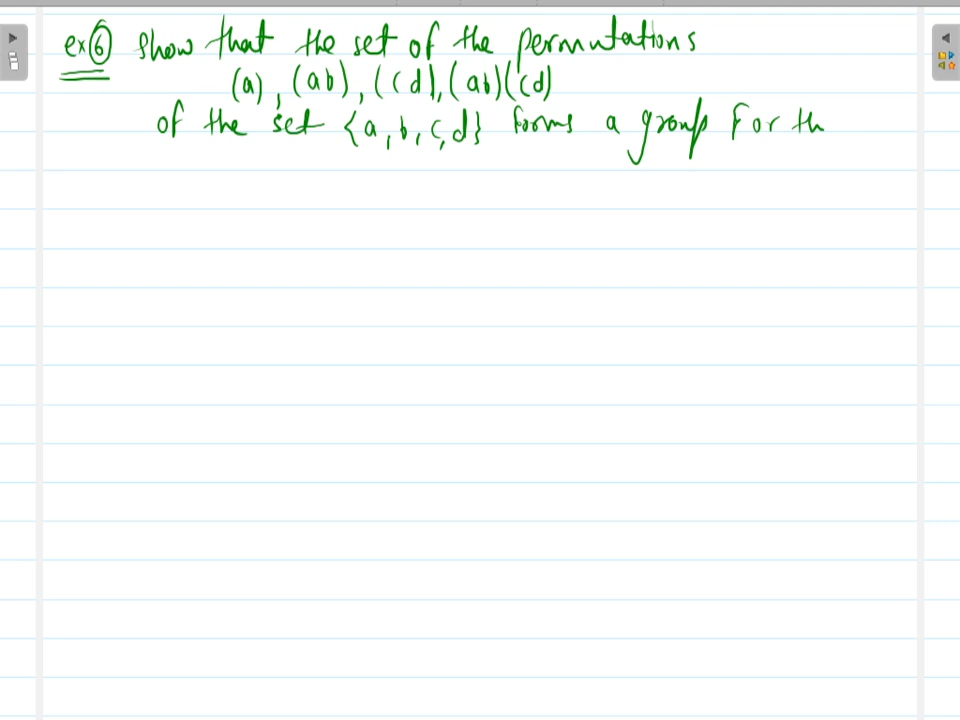 ex⑥ Show that the set of the permutations
(a), (ab), (cd), (ab)(cd)
of the set {a, b, c, d} forms a group For th